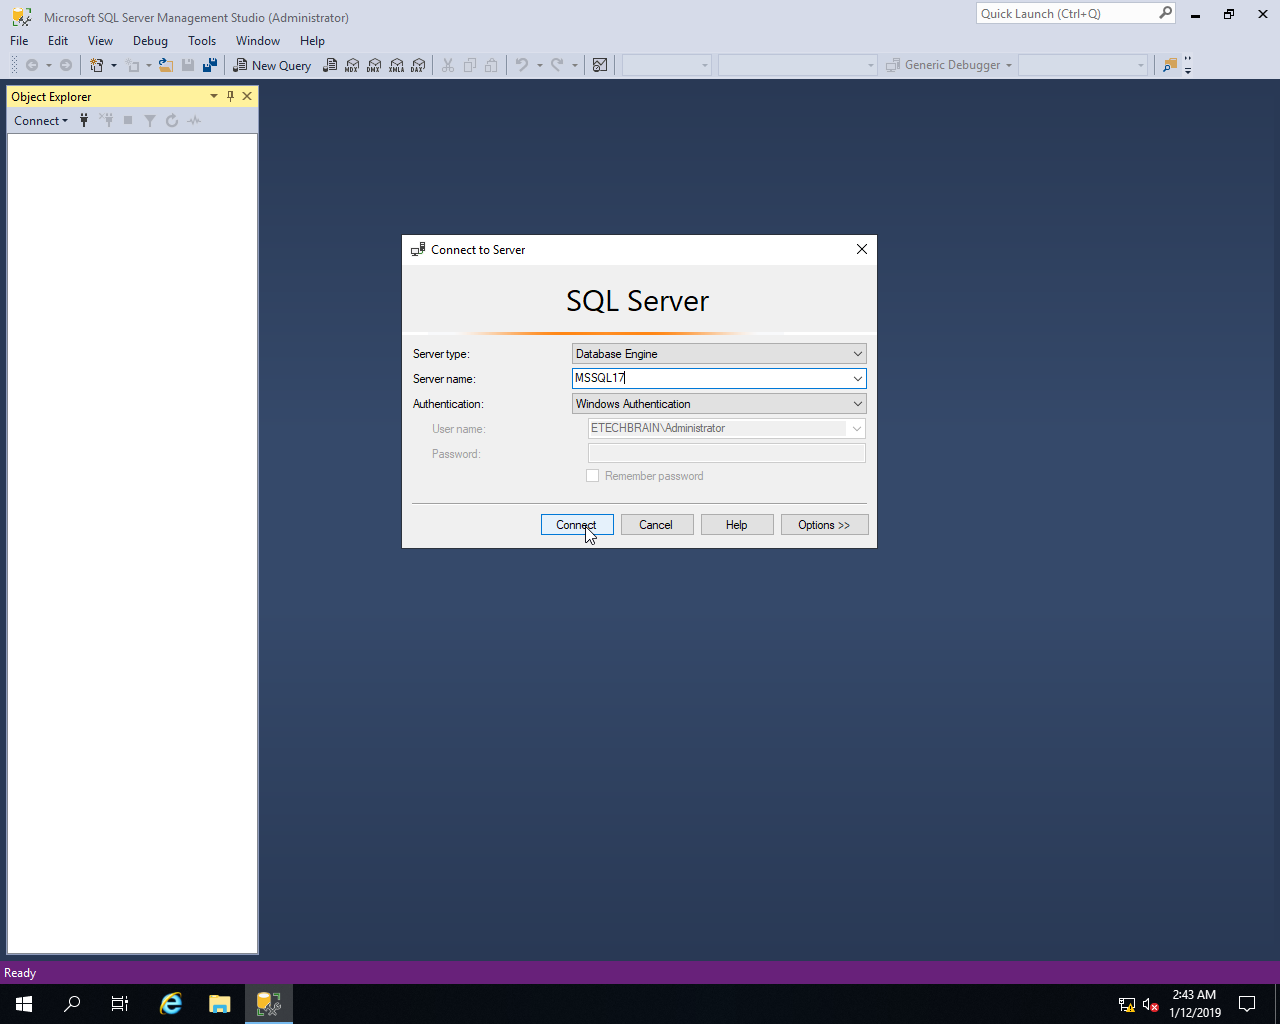 Microsoft SQL Server Management Studio (Administrator)
Quick Launch (Ctrl+Q)
File Edit View Debug Tools Window Help
New Query MDX DMX XMLA DAX Generic Debugger
Object Explorer
Connect
Connect to Server
SQL Server
Server type: Database Engine
Server name: MSSQL17
Authentication: Windows Authentication
User name: ETECHBRAIN\Administrator
Password:
Remember password
Connect Cancel Help Options >>
Ready
2:43 AM
1/12/2019